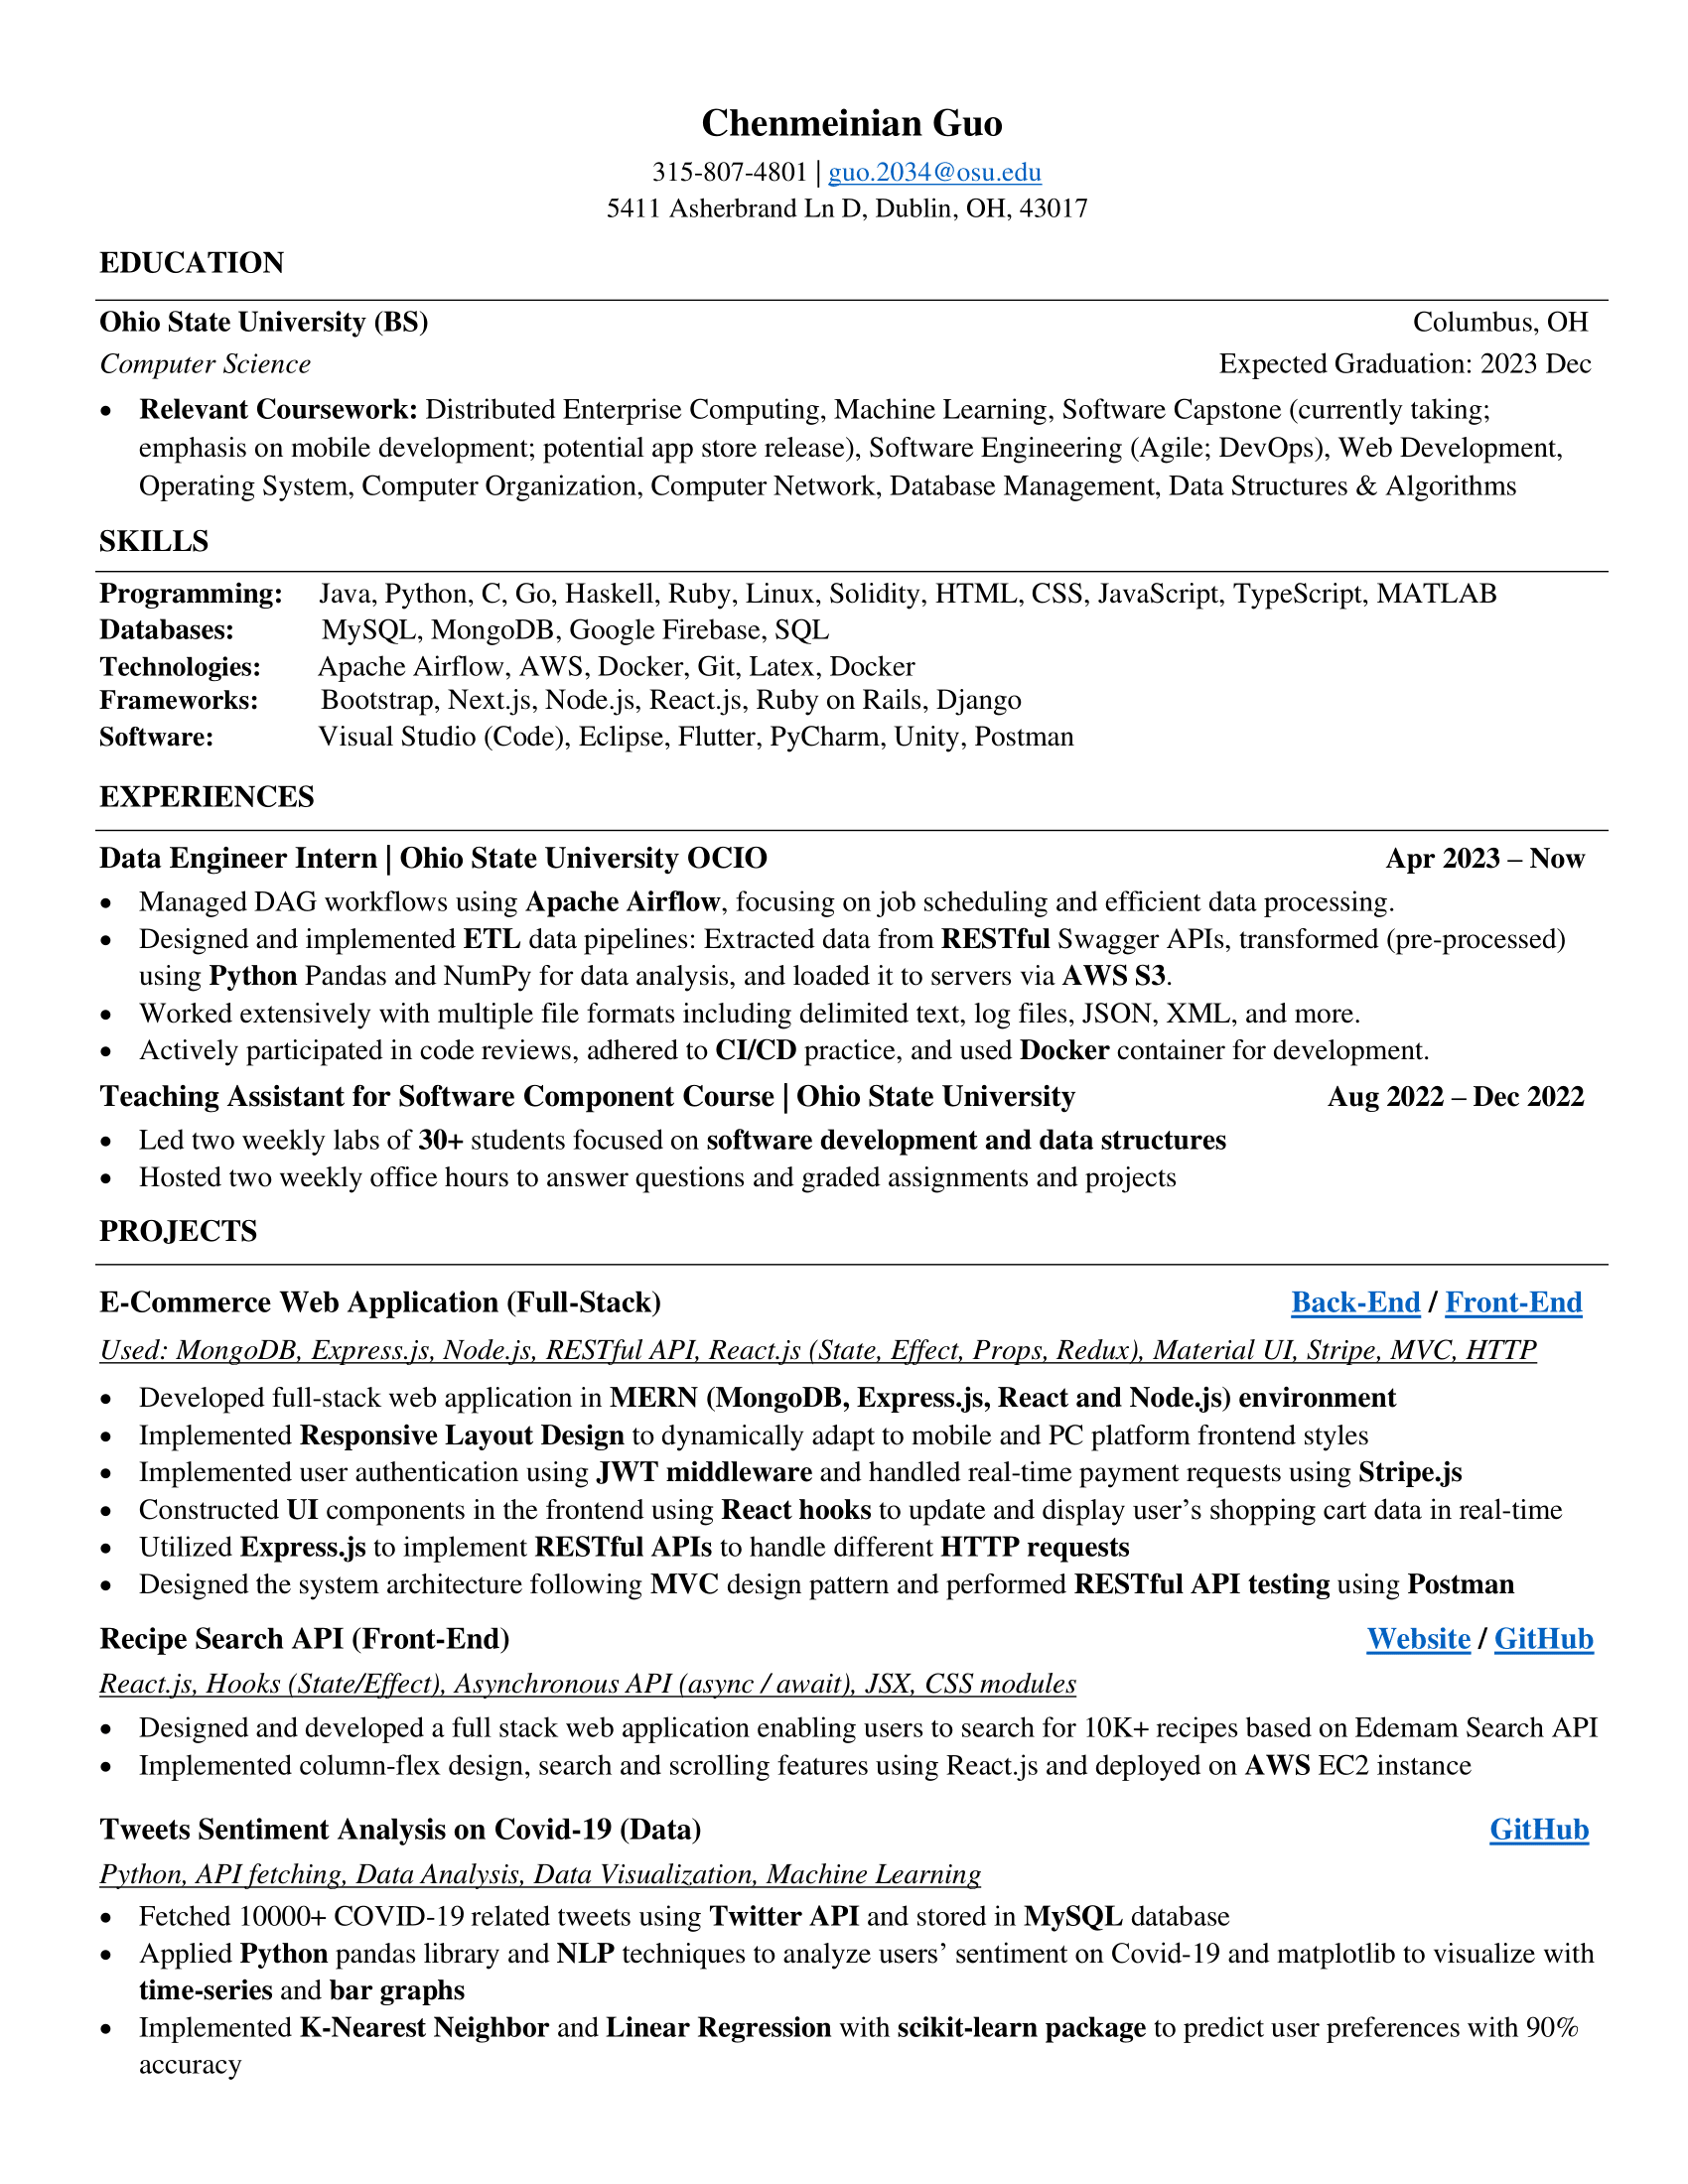 Chenmeinian Guo
315-807-4801 | guo.2034@osu.edu
5411 Asherbrand Ln D, Dublin, OH, 43017
EDUCATION
Ohio State University (BS) Columbus, OH
Computer Science Expected Graduation: 2023 Dec
• Relevant Coursework: Distributed Enterprise Computing, Machine Learning, Software Capstone (currently taking;
emphasis on mobile development; potential app store release), Software Engineering (Agile; DevOps), Web Development,
Operating System, Computer Organization, Computer Network, Database Management, Data Structures & Algorithms
SKILLS
Programming: Java, Python, C, Go, Haskell, Ruby, Linux, Solidity, HTML, CSS, JavaScript, TypeScript, MATLAB
Databases: MySQL, MongoDB, Google Firebase, SQL
Technologies: Apache Airflow, AWS, Docker, Git, Latex, Docker
Frameworks: Bootstrap, Next.js, Node.js, React.js, Ruby on Rails, Django
Software: Visual Studio (Code), Eclipse, Flutter, PyCharm, Unity, Postman
EXPERIENCES
Data Engineer Intern | Ohio State University OCIO Apr 2023 – Now
• Managed DAG workflows using Apache Airflow, focusing on job scheduling and efficient data processing.
• Designed and implemented ETL data pipelines: Extracted data from RESTful Swagger APIs, transformed (pre-processed)
using Python Pandas and NumPy for data analysis, and loaded it to servers via AWS S3.
• Worked extensively with multiple file formats including delimited text, log files, JSON, XML, and more.
• Actively participated in code reviews, adhered to CI/CD practice, and used Docker container for development.
Teaching Assistant for Software Component Course | Ohio State University Aug 2022 – Dec 2022
• Led two weekly labs of 30+ students focused on software development and data structures
• Hosted two weekly office hours to answer questions and graded assignments and projects
PROJECTS
E-Commerce Web Application (Full-Stack) Back-End / Front-End
Used: MongoDB, Express.js, Node.js, RESTful API, React.js (State, Effect, Props, Redux), Material UI, Stripe, MVC, HTTP
• Developed full-stack web application in MERN (MongoDB, Express.js, React and Node.js) environment
• Implemented Responsive Layout Design to dynamically adapt to mobile and PC platform frontend styles
• Implemented user authentication using JWT middleware and handled real-time payment requests using Stripe.js
• Constructed UI components in the frontend using React hooks to update and display user’s shopping cart data in real-time
• Utilized Express.js to implement RESTful APIs to handle different HTTP requests
• Designed the system architecture following MVC design pattern and performed RESTful API testing using Postman
Recipe Search API (Front-End) Website / GitHub
React.js, Hooks (State/Effect), Asynchronous API (async / await), JSX, CSS modules
• Designed and developed a full stack web application enabling users to search for 10K+ recipes based on Edemam Search API
• Implemented column-flex design, search and scrolling features using React.js and deployed on AWS EC2 instance
Tweets Sentiment Analysis on Covid-19 (Data) GitHub
Python, API fetching, Data Analysis, Data Visualization, Machine Learning
• Fetched 10000+ COVID-19 related tweets using Twitter API and stored in MySQL database
• Applied Python pandas library and NLP techniques to analyze users’ sentiment on Covid-19 and matplotlib to visualize with
time-series and bar graphs
• Implemented K-Nearest Neighbor and Linear Regression with scikit-learn package to predict user preferences with 90%
accuracy